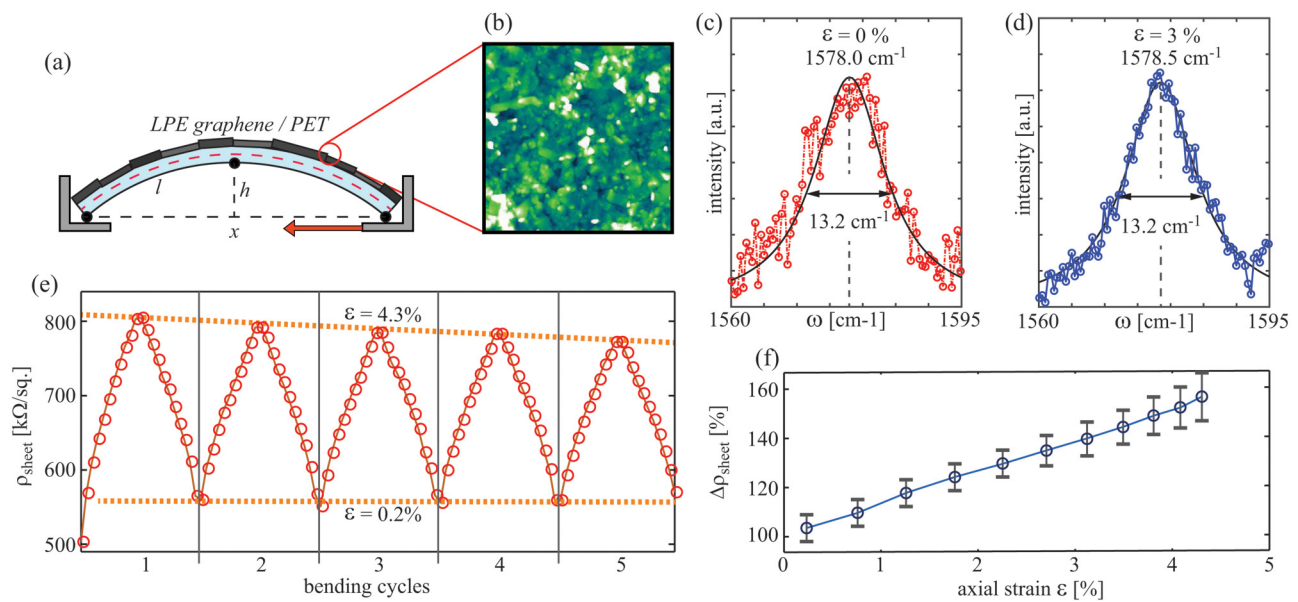 (a)
LPE graphene / PET
l
h
x
(b)
(c)
ε = 0 %
1578.0 cm⁻¹
13.2 cm⁻¹
intensity [a.u.]
1560
ω [cm-1]
1595
(d)
ε = 3 %
1578.5 cm⁻¹
13.2 cm⁻¹
intensity [a.u.]
1560
ω [cm-1]
1595
(e)
ε = 4.3%
ε = 0.2%
ρsheet [kΩ/sq.]
800
700
600
500
1 2 3 4 5
bending cycles
(f)
Δρsheet [%]
160
140
120
100
0 1 2 3 4 5
axial strain ε [%]